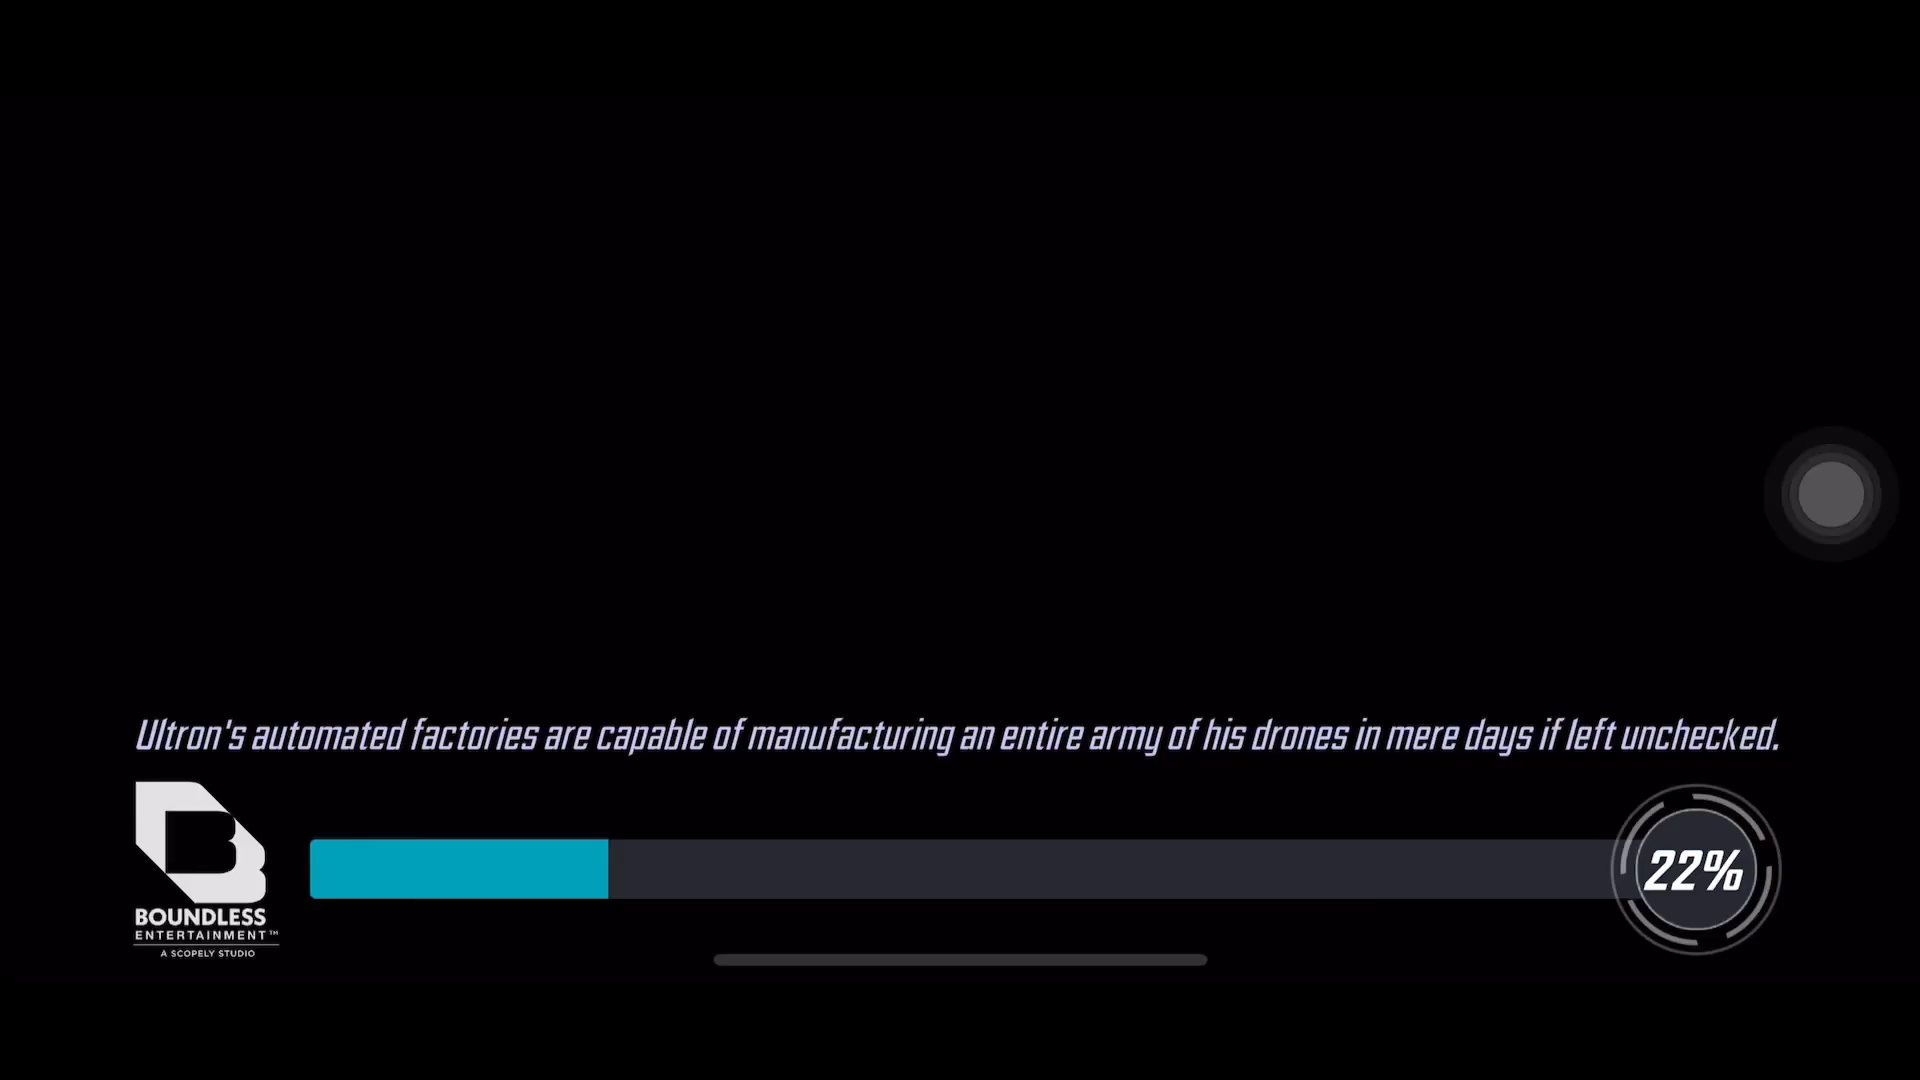 Ultron's automated factories are capable of manufacturing an entire army of his drones in mere days if left unchecked.
22%
BOUNDLESS
ENTERTAINMENT™
A SCOPELY STUDIO